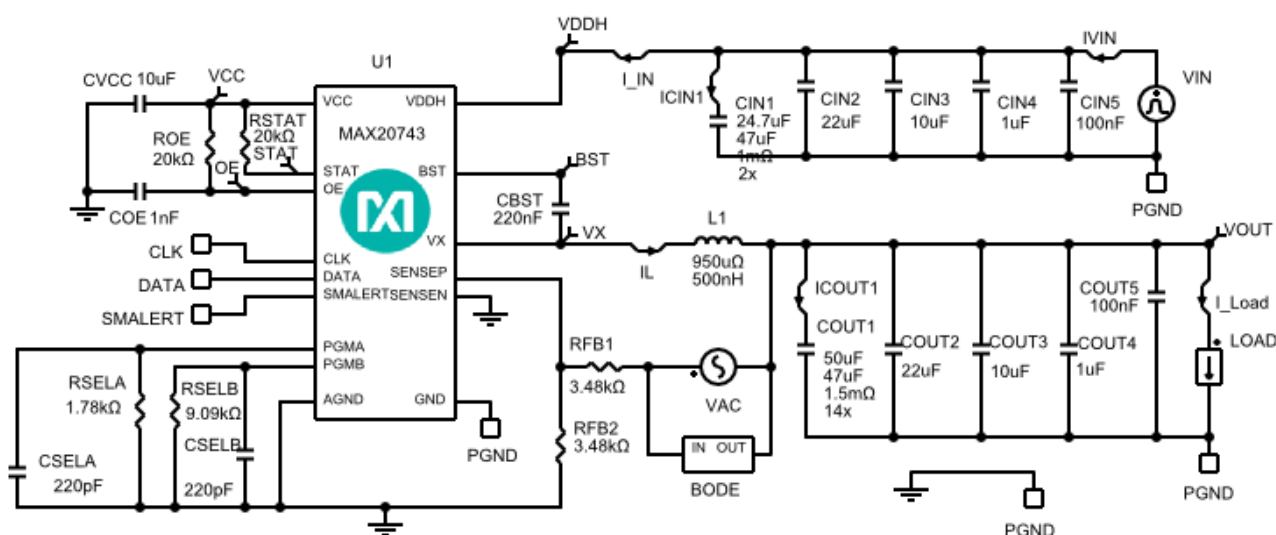 VDDH
IVIN
U1
I_IN
VIN
CVCC 10uF
VCC
ICIN1
VCC
VDDH
CIN1
24.7uF
47uF
1mΩ
2x
CIN2
22uF
CIN3
10uF
CIN4
1uF
CIN5
100nF
RSTAT
20kΩ
MAX20743
ROE
20kΩ
STAT
OE
STAT
OE
BST
BST
CBST
220nF
COE 1nF
PGND
L1
VX
VX
VOUT
CLK
CLK
IL
950uΩ
500nH
DATA
DATA
SENSEP
SMALERT
SMALERT
SENSEN
ICOUT1
COUT5
100nF
I_Load
COUT1
50uF
47uF
1.5mΩ
14x
COUT2
22uF
COUT3
10uF
COUT4
1uF
LOAD
PGMA
PGMB
RFB1
3.48kΩ
VAC
RSELA
1.78kΩ
RSELB
9.09kΩ
AGND
GND
CSELB
220pF
RFB2
3.48kΩ
PGND
IN OUT
BODE
CSELA
220pF
PGND
PGND